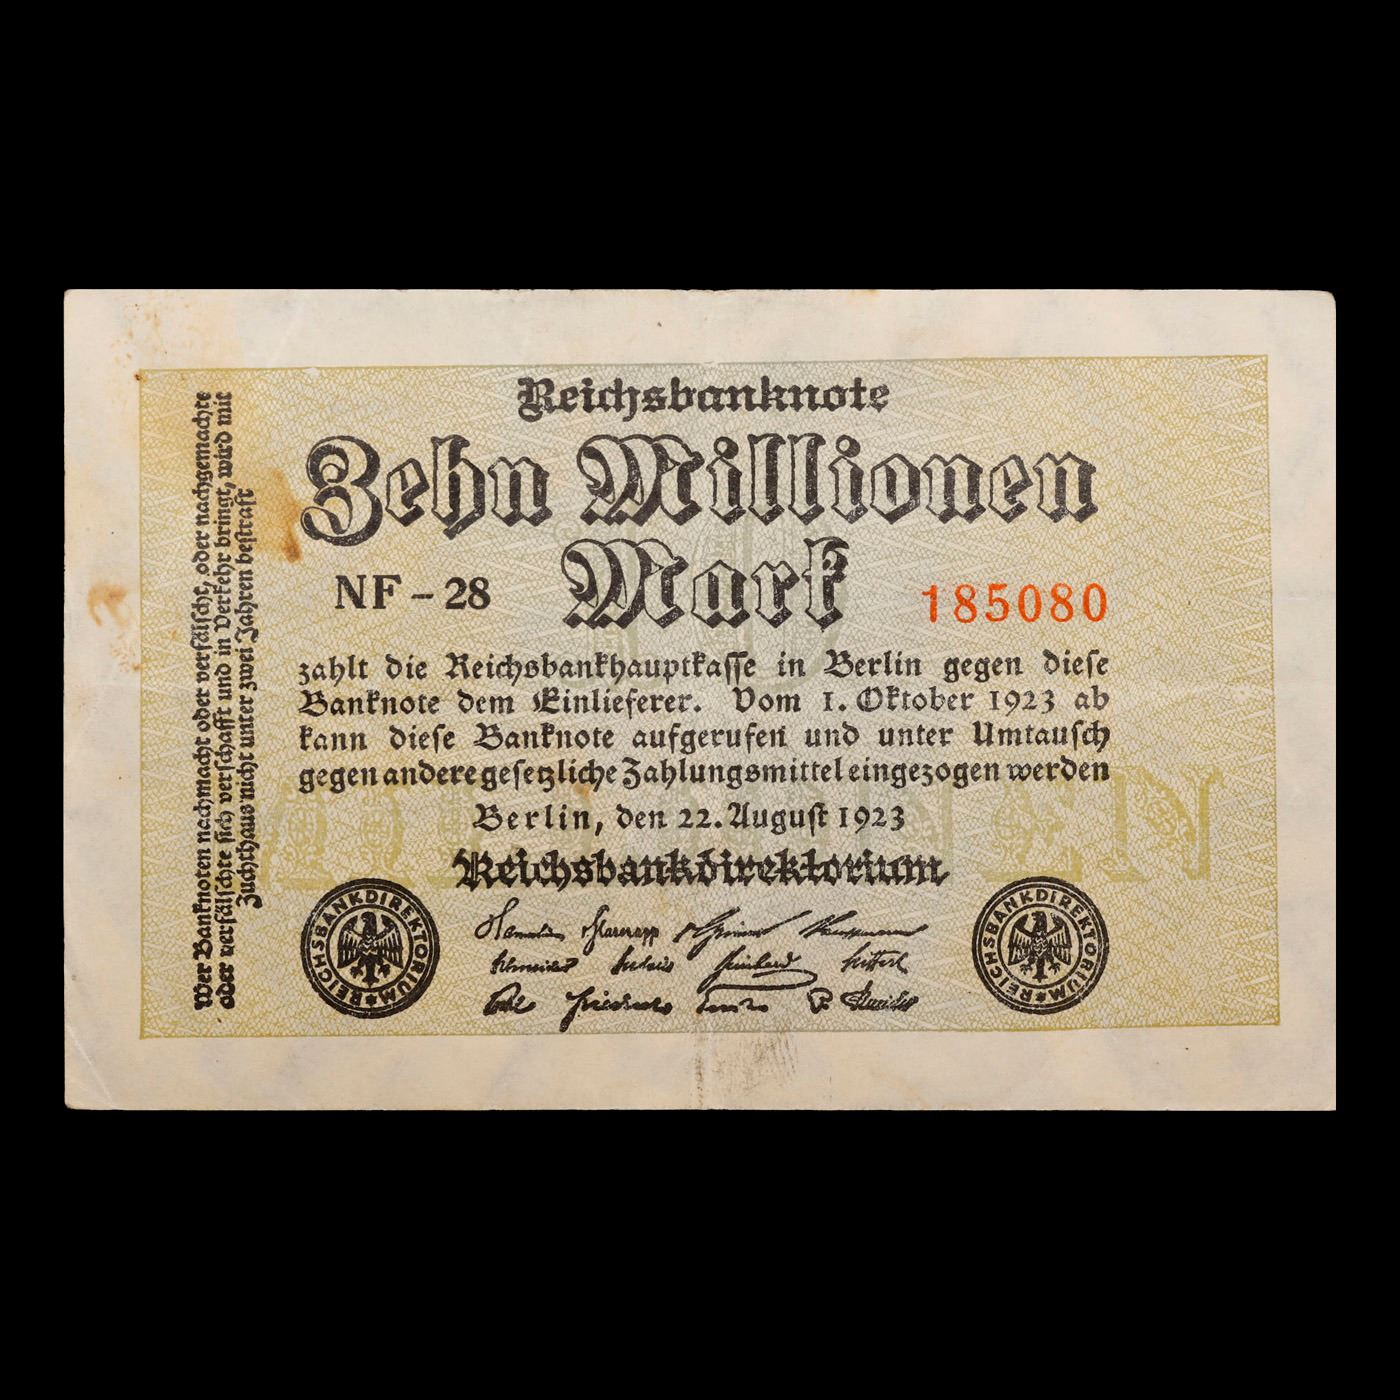 Reichsbanknote
Zehn Millionen
Mark
NF - 28
185080
zahlt die Reichsbankhauptkasse in Berlin gegen diese
Banknote dem Einlieferer. Vom 1. Oktober 1923 ab
kann diese Banknote aufgerufen und unter Umtausch
gegen andere gesetzliche Zahlungsmittel eingezogen werden
Berlin, den 22. August 1923
Reichsbankdirektorium
REICHSBANKDIREKTORIUM
REICHSBANKDIREKTORIUM
Wer Banknoten nachmacht oder verfälscht, oder nachgemachte
oder verfälschte sich verschafft und in Verkehr bringt, wird mit
Zuchthaus nicht unter zwei Jahren bestraft